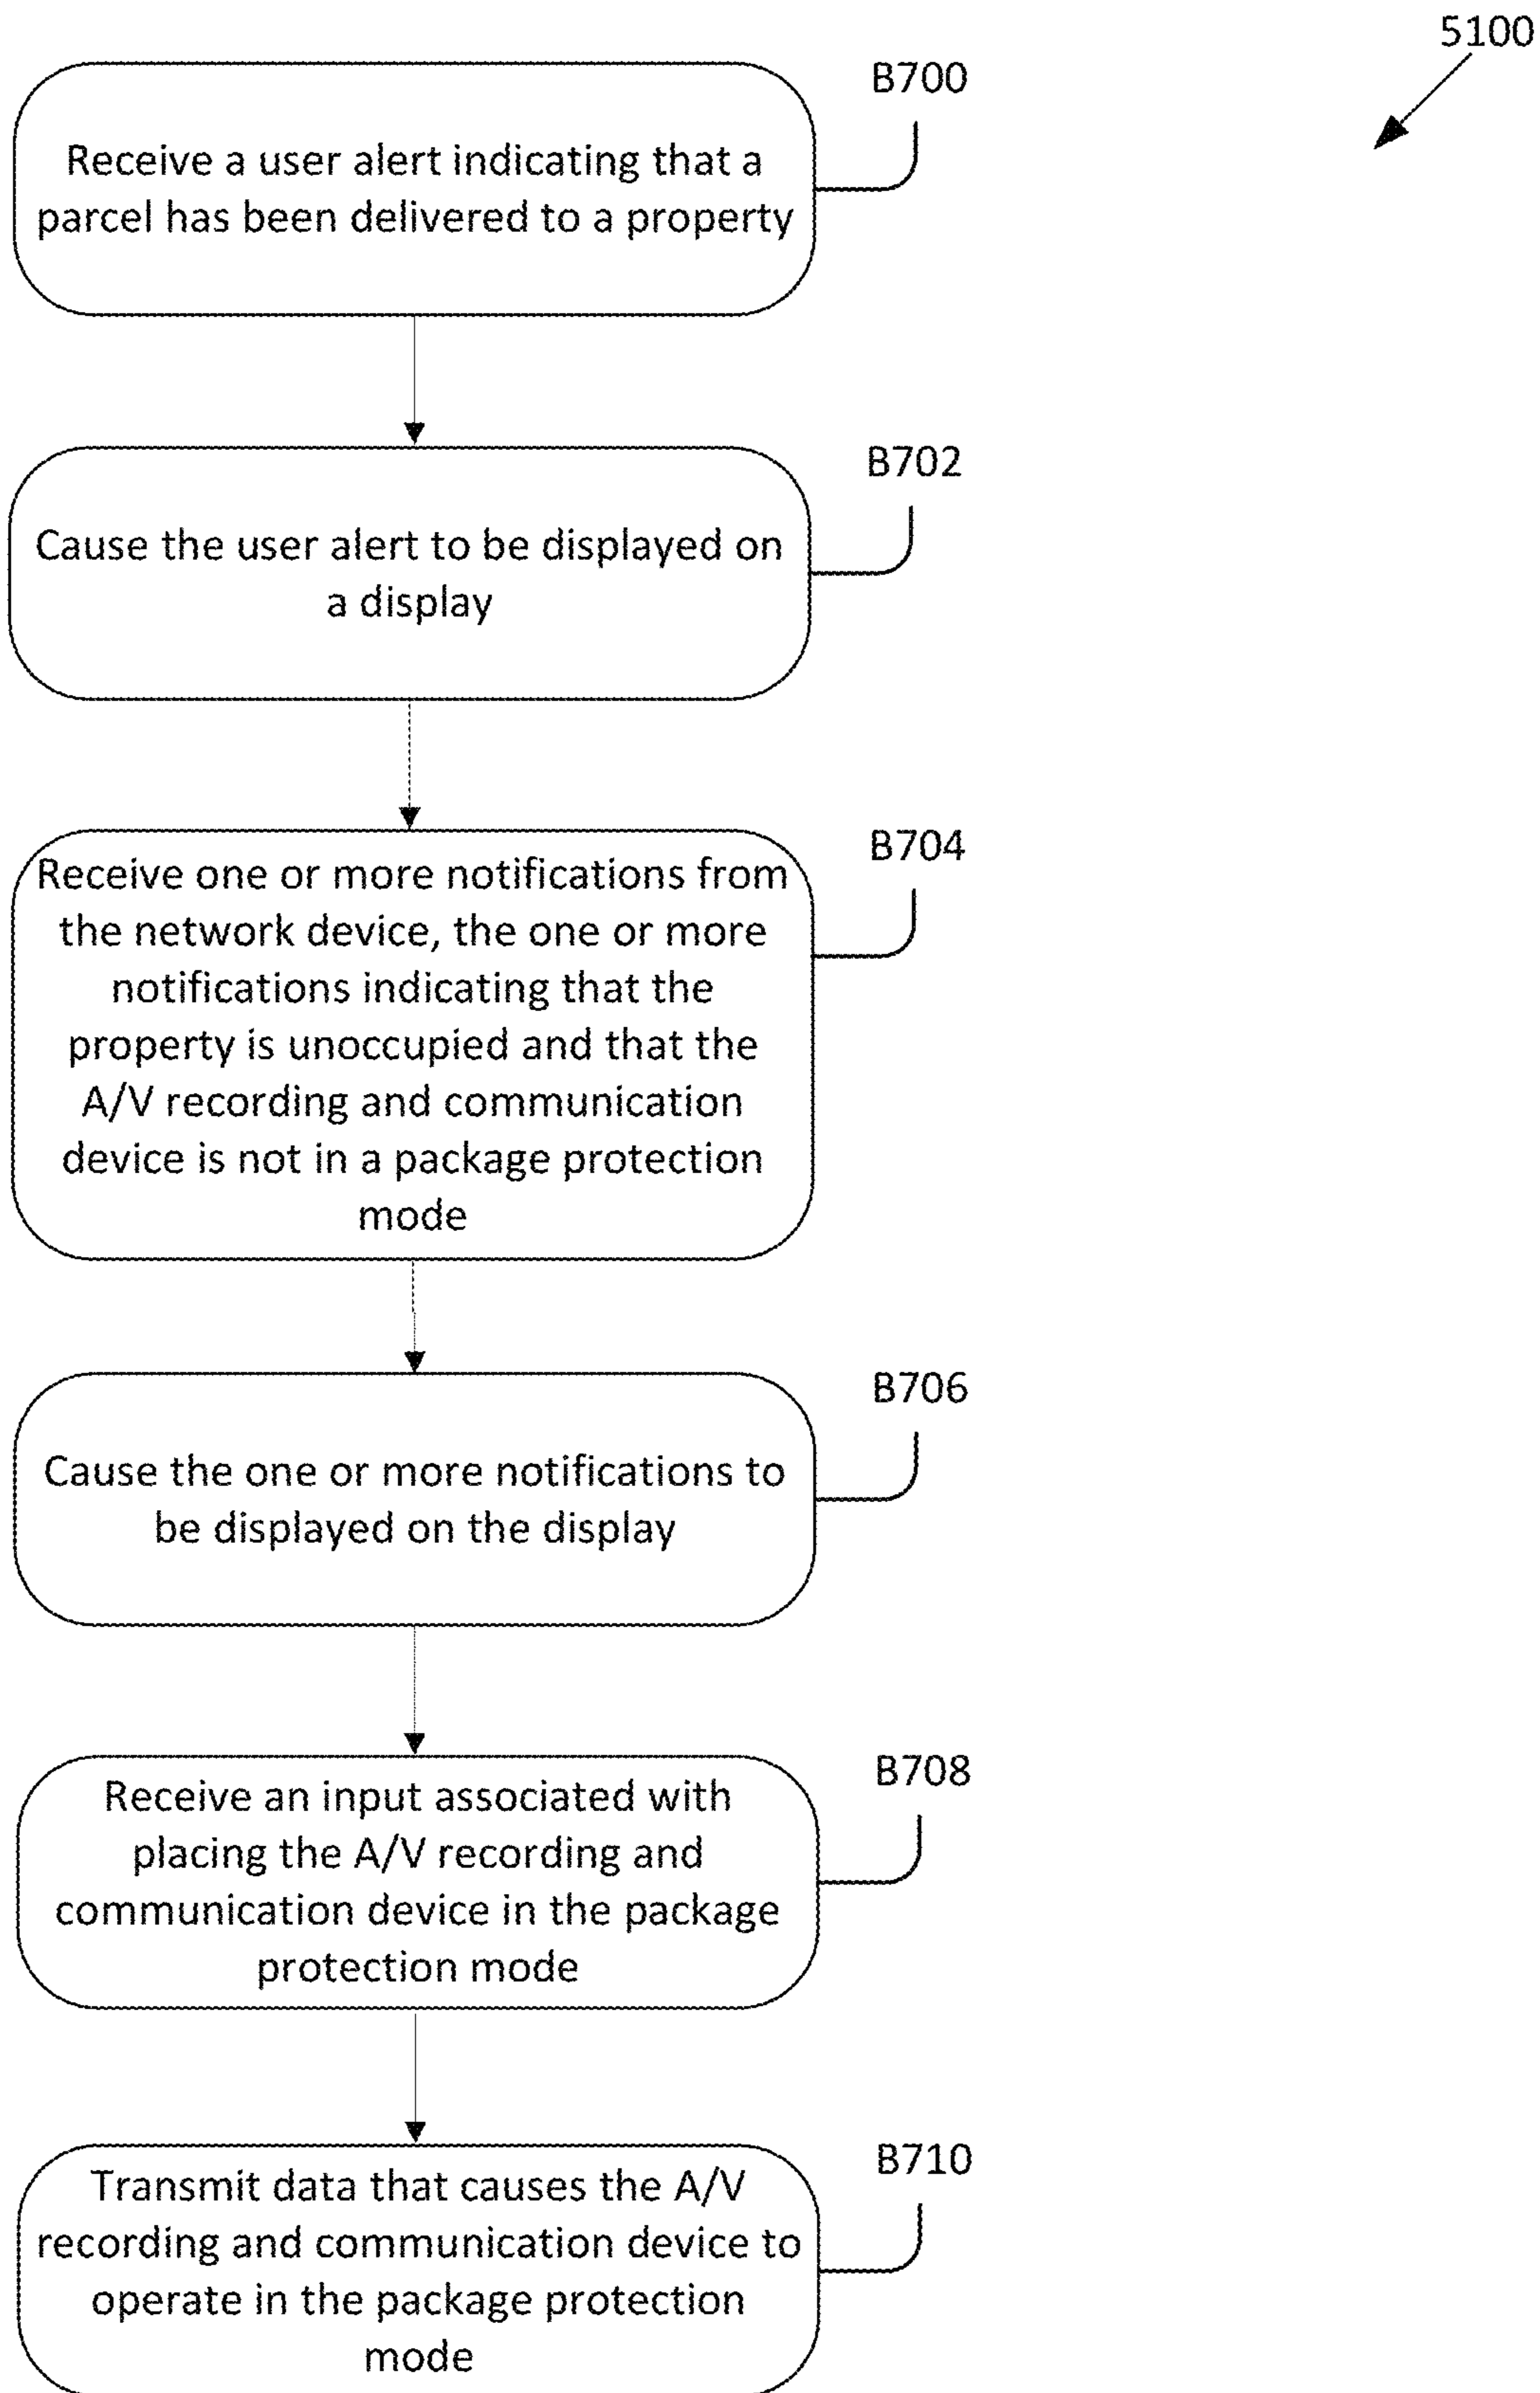 5100
B700
Receive a user alert indicating that a
parcel has been delivered to a property
B702
Cause the user alert to be displayed on
a display
B704
Receive one or more notifications from
the network device, the one or more
notifications indicating that the
property is unoccupied and that the
A/V recording and communication
device is not in a package protection
mode
B706
Cause the one or more notifications to
be displayed on the display
B708
Receive an input associated with
placing the A/V recording and
communication device in the package
protection mode
B710
Transmit data that causes the A/V
recording and communication device to
operate in the package protection
mode